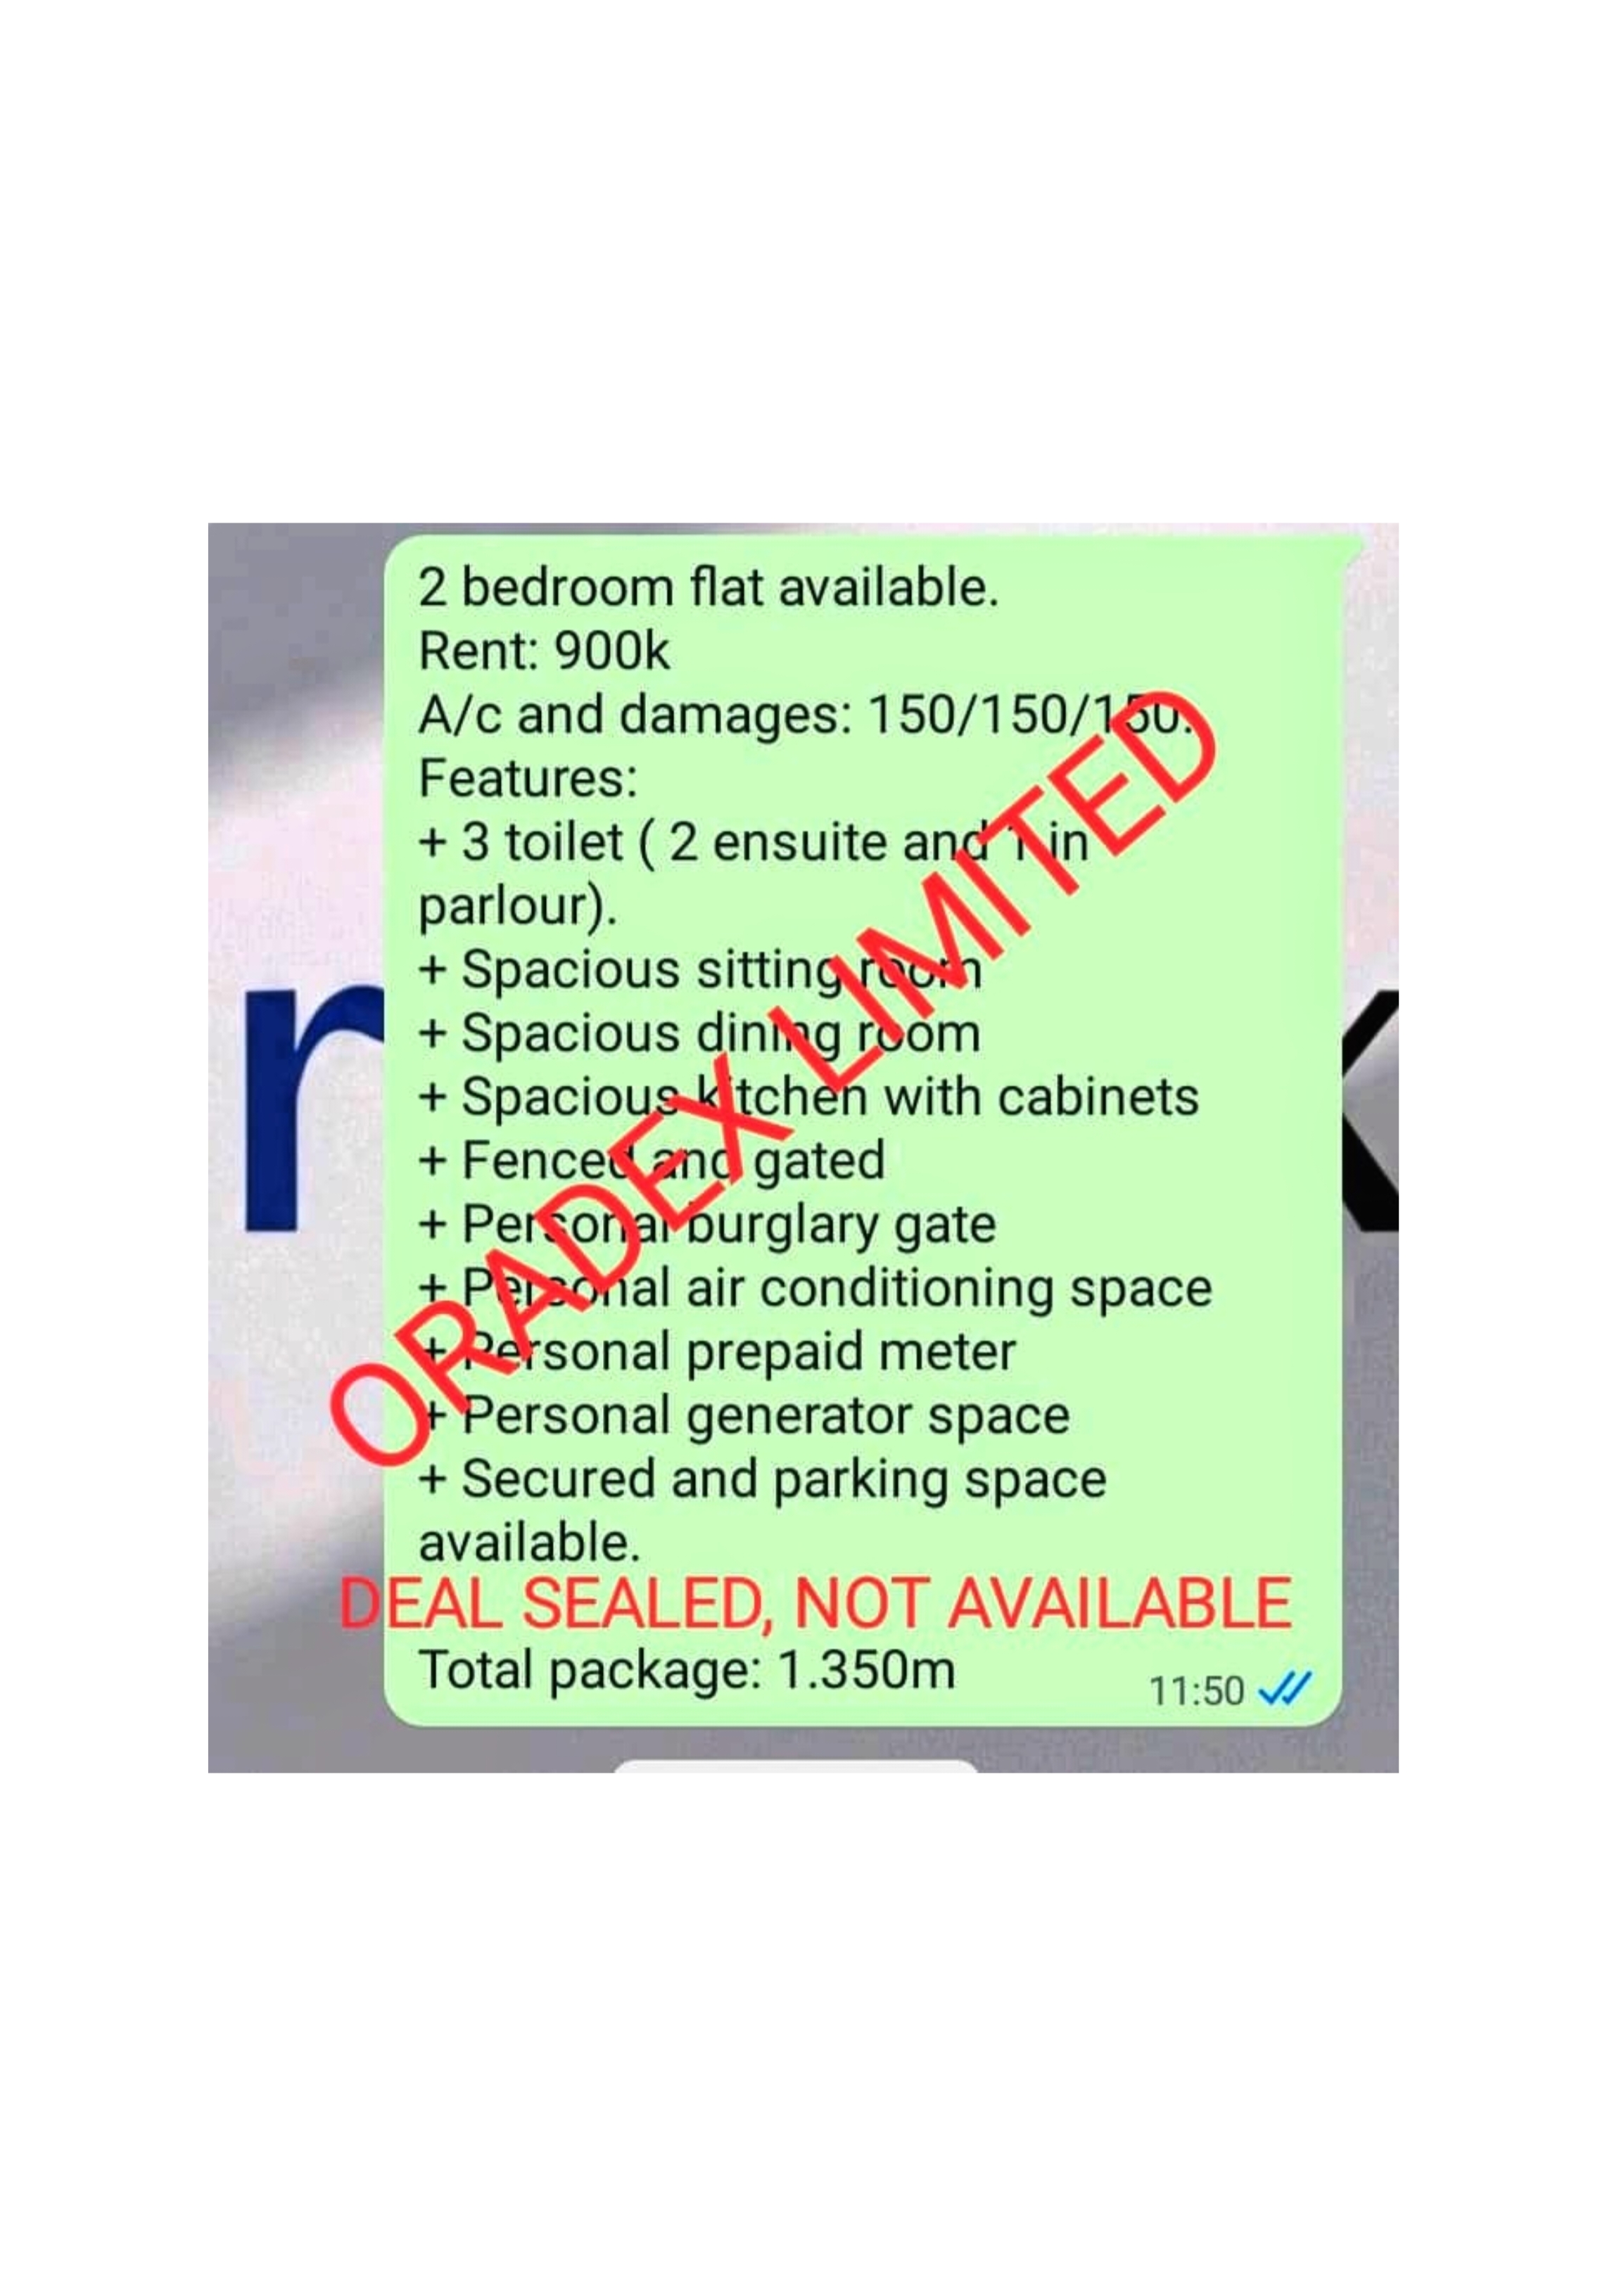 2 bedroom flat available.
Rent: 900k
A/c and damages: 150/150/150.
Features:
+ 3 toilet ( 2 ensuite and 1 in
parlour).
+ Spacious sitting room
+ Spacious dining room
+ Spacious kitchen with cabinets
+ Fenced and gated
+ Personal burglary gate
+ Personal air conditioning space
+ Personal prepaid meter
+ Personal generator space
+ Secured and parking space
available.
DEAL SEALED, NOT AVAILABLE
Total package: 1.350m
11:50
ORADEX LIMITED
r
k